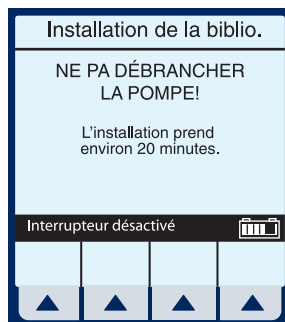 Installation de la biblio.
NE PA DÉBRANCHER
LA POMPE!
L'installation prend
environ 20 minutes.
Interrupteur désactivé